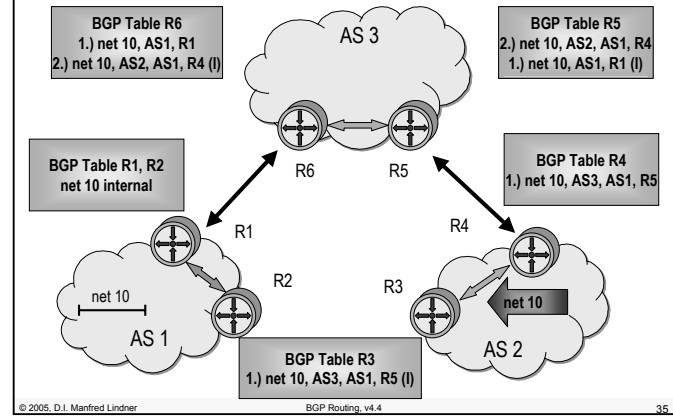 BGP Table R6
1.) net 10, AS1, R1
2.) net 10, AS2, AS1, R4 (I)
AS 3
BGP Table R5
2.) net 10, AS2, AS1, R4
1.) net 10, AS1, R1 (I)
R6
R5
BGP Table R1, R2
net 10 internal
BGP Table R4
1.) net 10, AS3, AS1, R5
R1
R4
R2
R3
net 10
net 10
AS 1
AS 2
BGP Table R3
1.) net 10, AS3, AS1, R5 (I)
© 2005, D.I. Manfred Lindner
BGP Routing, v4.4
35